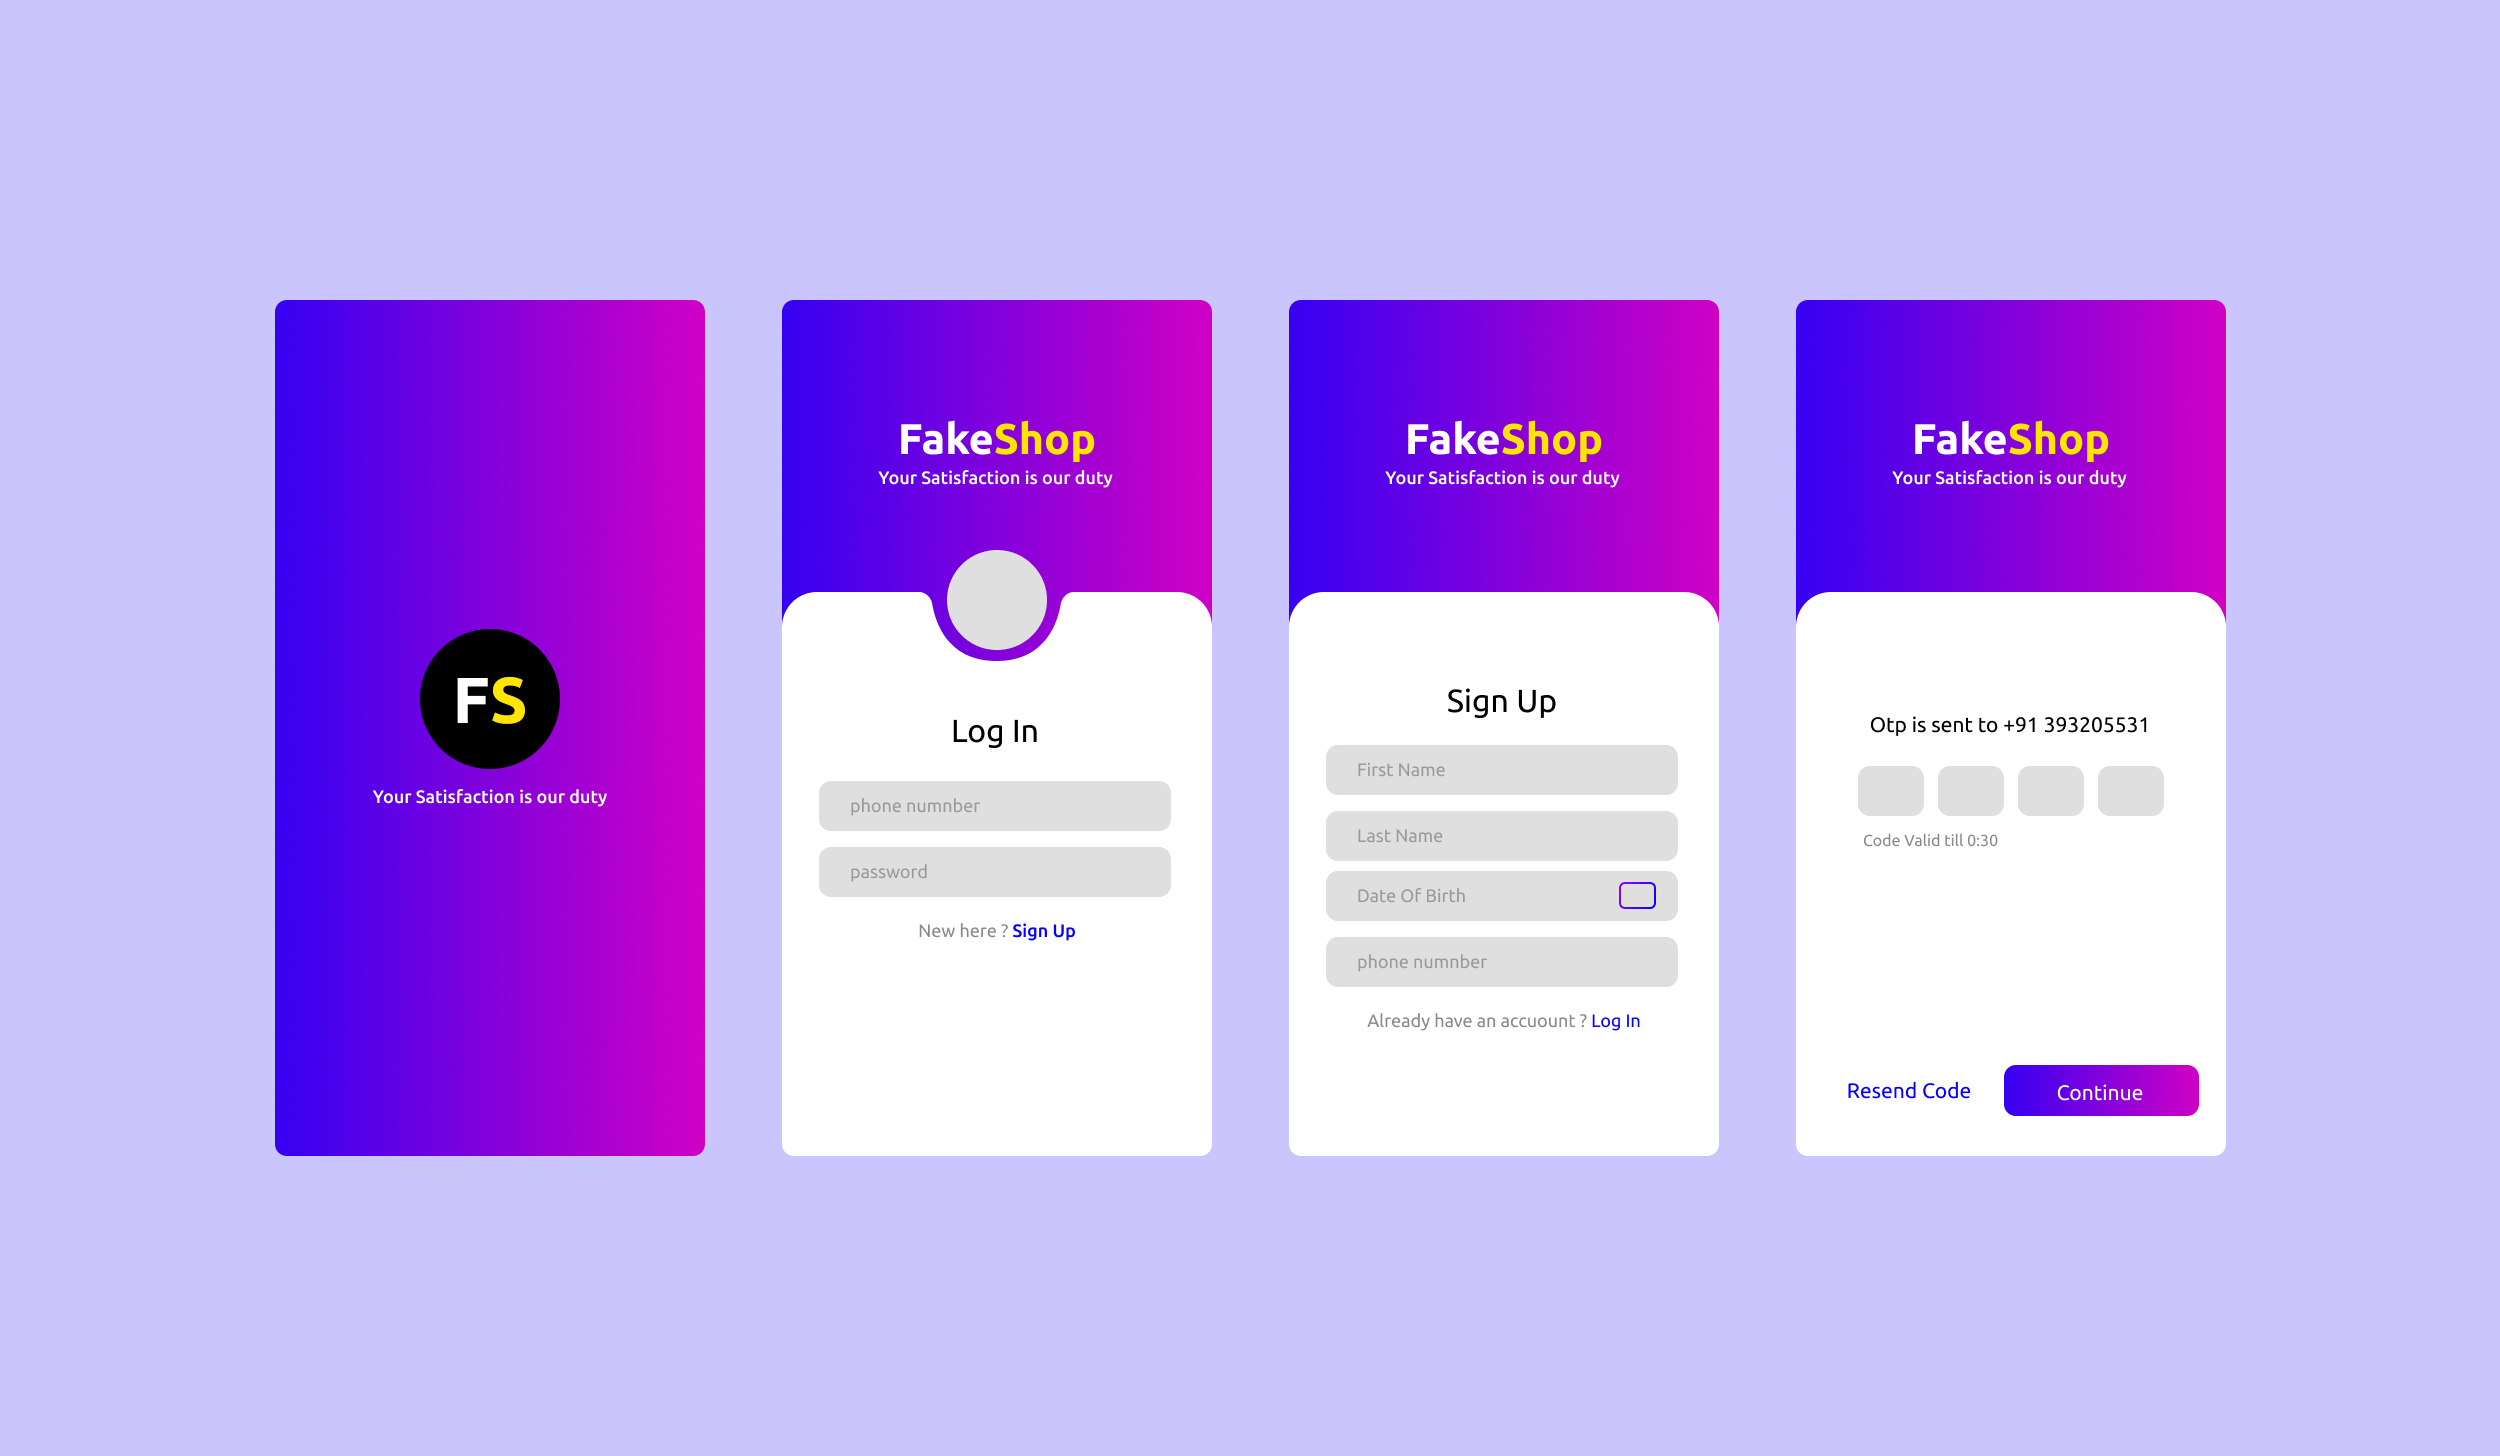 FS
Your Satisfaction is our duty
FakeShop
Your Satisfaction is our duty
Log In
phone numnber
password
New here ? Sign Up
FakeShop
Your Satisfaction is our duty
Sign Up
First Name
Last Name
Date Of Birth
phone numnber
Already have an accuount ? Log In
FakeShop
Your Satisfaction is our duty
Otp is sent to +91 393205531
Code Valid till 0:30
Resend Code
Continue